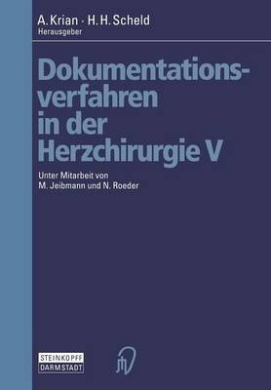 A. Krian · H. H. Scheld
Herausgeber
Dokumentations-
verfahren
in der
Herzchirurgie V
Unter Mitarbeit von
M. Jeibmann und N. Roeder
STEINKOPFF
DARMSTADT